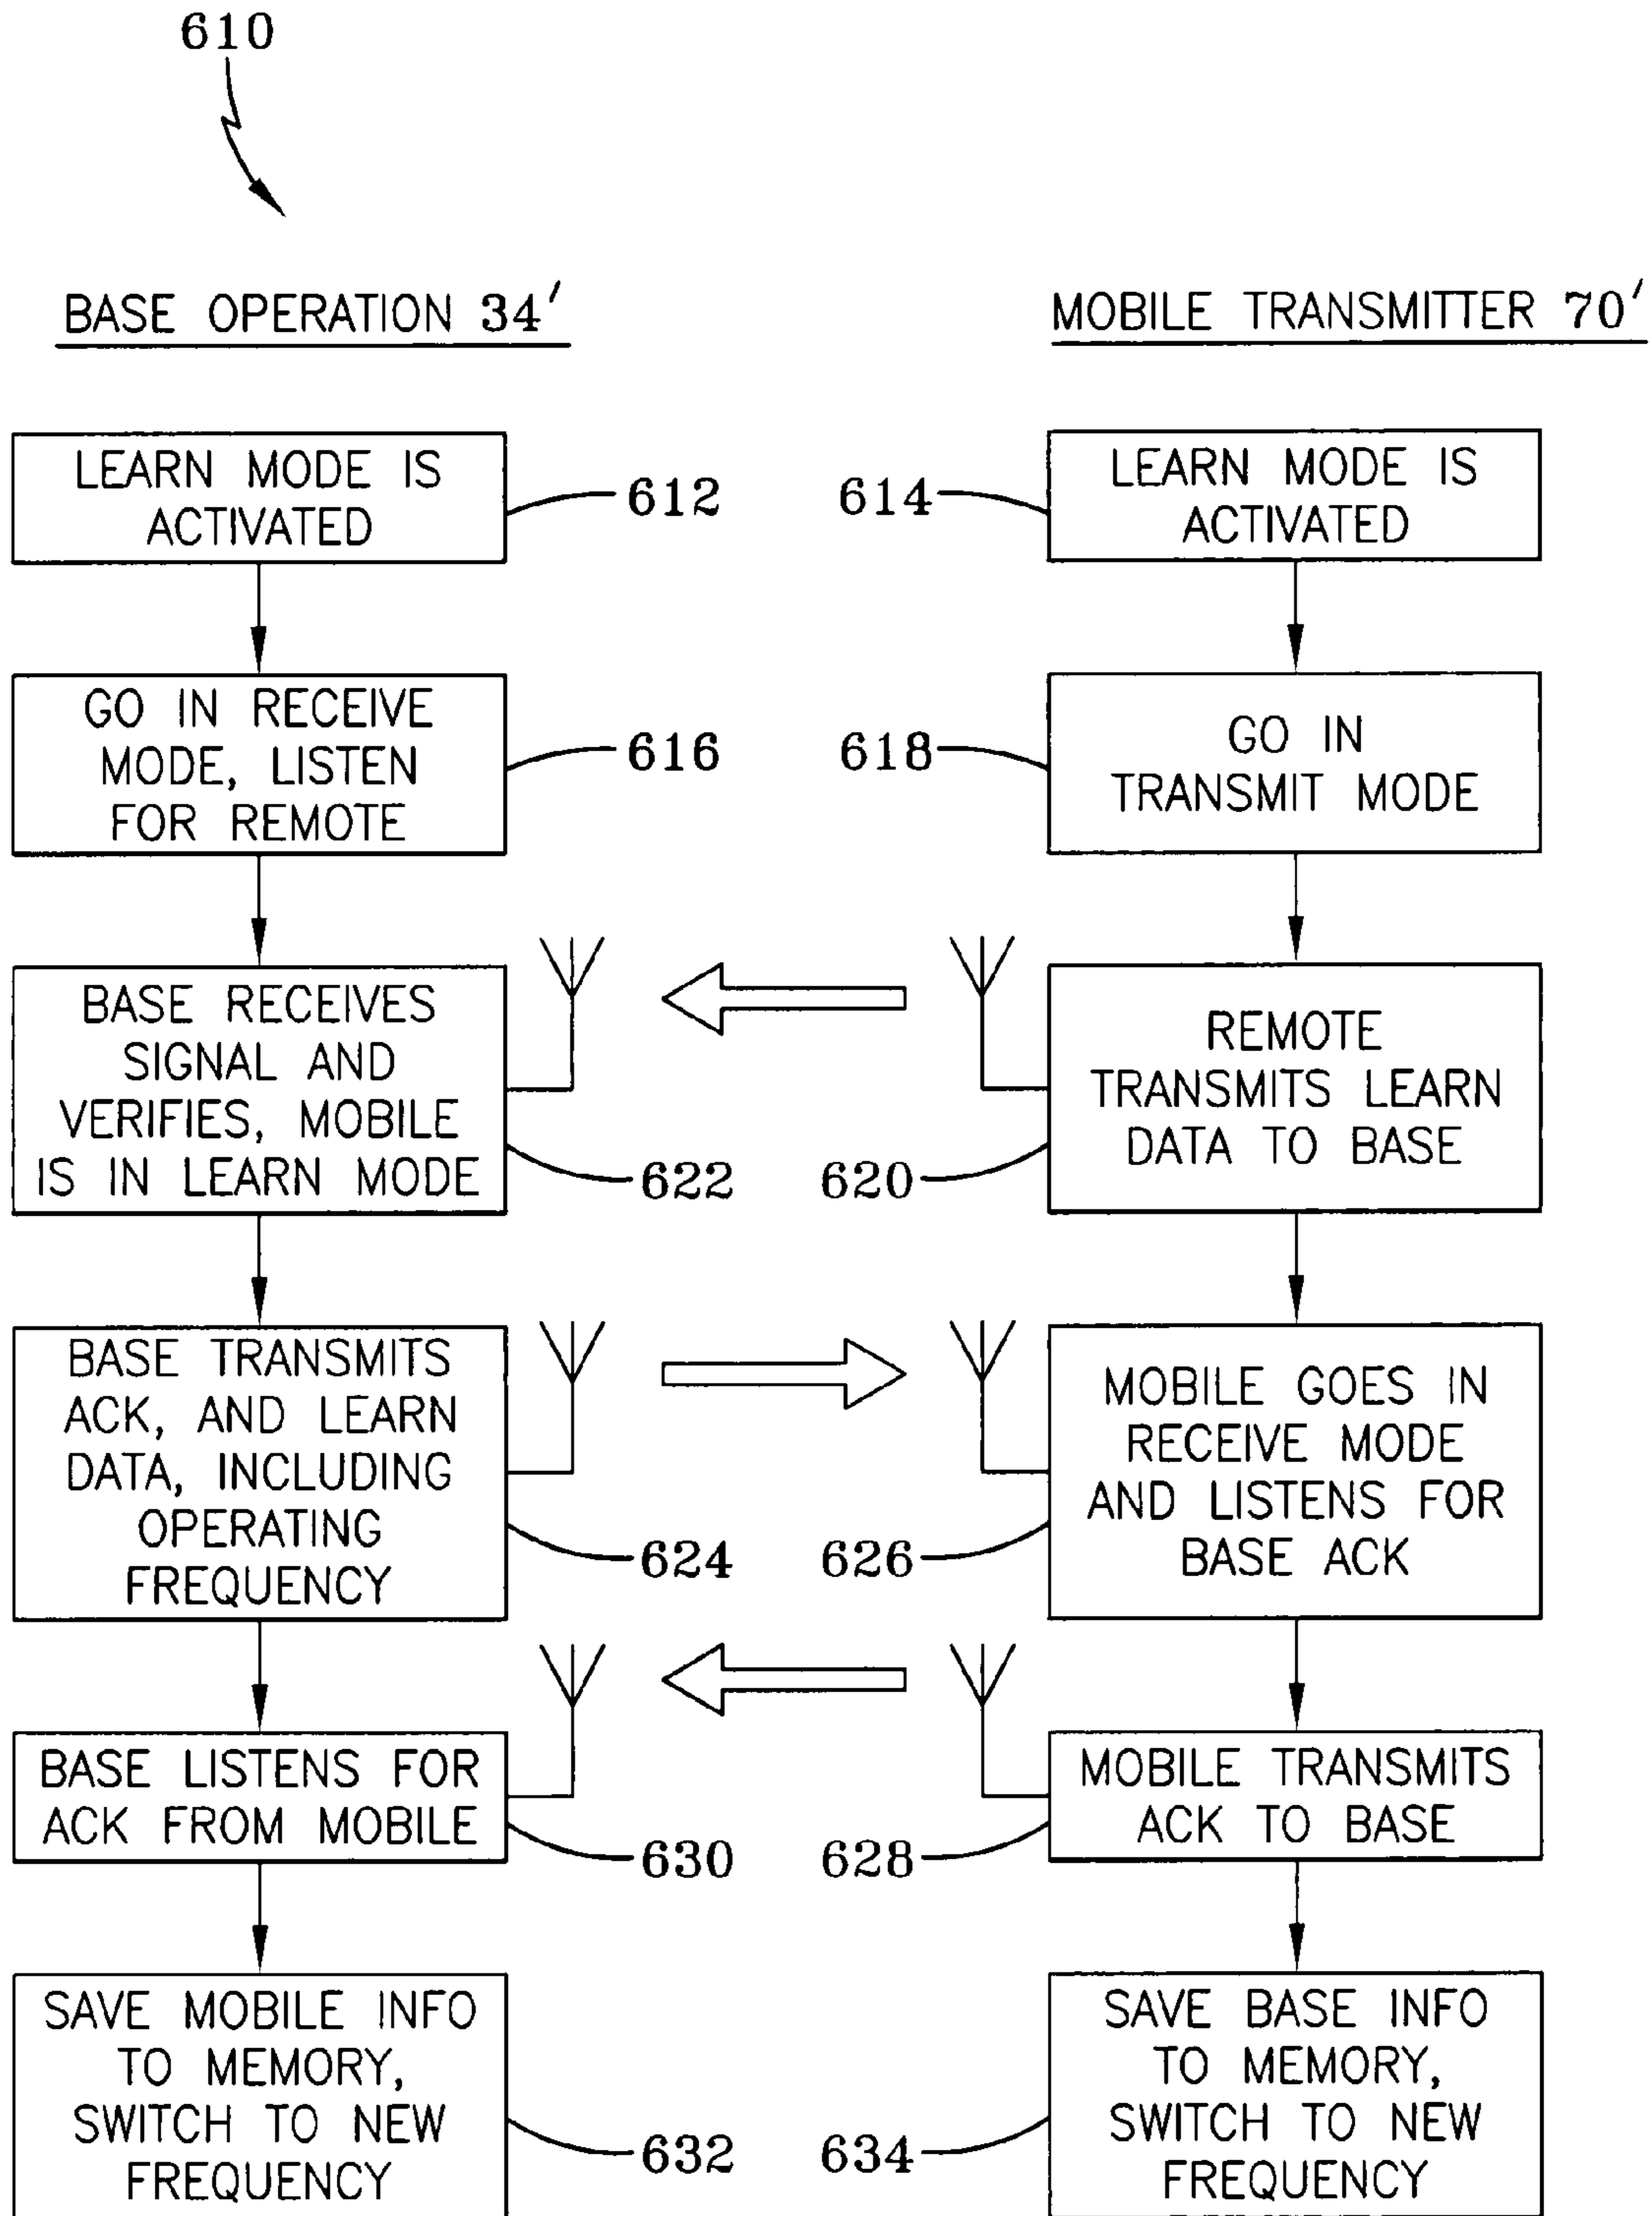 610
BASE OPERATION 34'
MOBILE TRANSMITTER 70'
LEARN MODE IS
ACTIVATED
612
614
LEARN MODE IS
ACTIVATED
GO IN RECEIVE
MODE, LISTEN
FOR REMOTE
616
618
GO IN
TRANSMIT MODE
BASE RECEIVES
SIGNAL AND
VERIFIES, MOBILE
IS IN LEARN MODE
622
620
REMOTE
TRANSMITS LEARN
DATA TO BASE
BASE TRANSMITS
ACK, AND LEARN
DATA, INCLUDING
OPERATING
FREQUENCY
624
626
MOBILE GOES IN
RECEIVE MODE
AND LISTENS FOR
BASE ACK
BASE LISTENS FOR
ACK FROM MOBILE
630
628
MOBILE TRANSMITS
ACK TO BASE
SAVE MOBILE INFO
TO MEMORY,
SWITCH TO NEW
FREQUENCY
632
634
SAVE BASE INFO
TO MEMORY,
SWITCH TO NEW
FREQUENCY